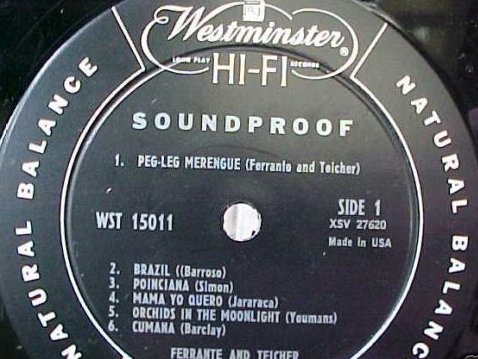 Westminster®
LONG PLAY RECORDS
HI-FI
NATURAL BALANCE
NATURAL BALANCE
SOUNDPROOF
1. PEG-LEG MERENGUE (Ferrante and Teicher)
WST 15011
SIDE 1
XSV 27620
Made in USA
2. BRAZIL ((Barroso)
3. POINCIANA (Simon)
4. MAMA YO QUERO (Jararaca)
5. ORCHIDS IN THE MOONLIGHT (Youmans)
6. CUMANA (Barclay)
FERRANTE AND TEICHER